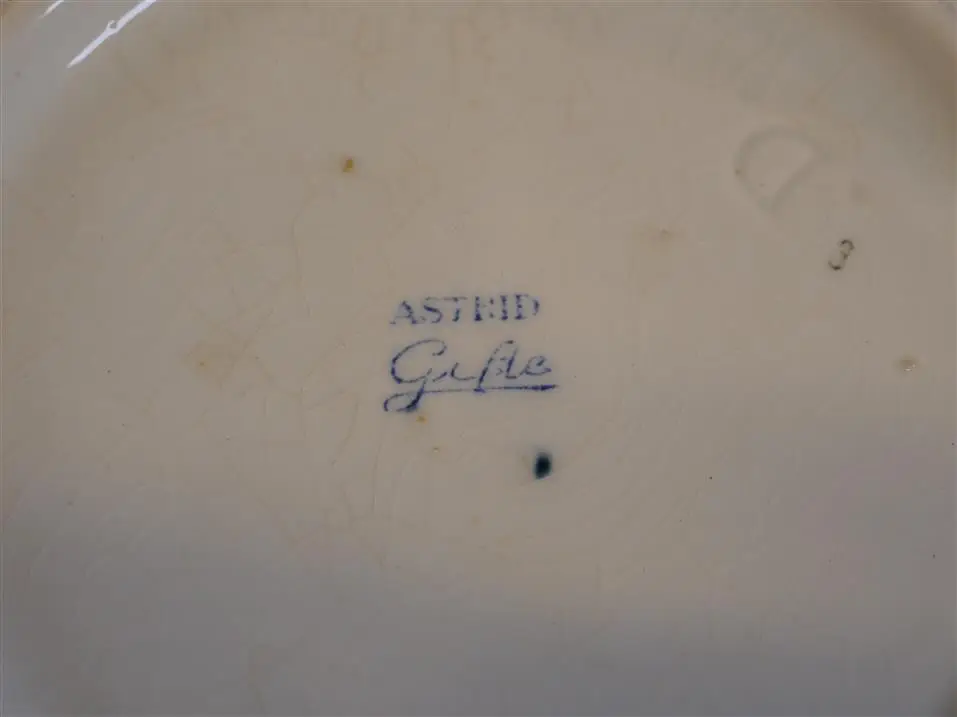 D
3
ASTRID
Gefle